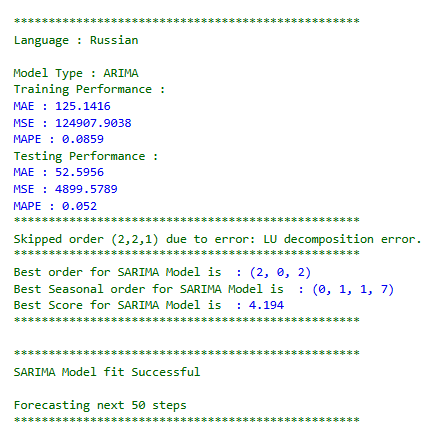 **************************************************
Language : Russian
Model Type : ARIMA
Training Performance :
MAE : 125.1416
MSE : 124907.9038
MAPE : 0.0859
Testing Performance :
MAE : 52.5956
MSE : 4899.5789
MAPE : 0.052
**************************************************
Skipped order (2,2,1) due to error: LU decomposition error.
**************************************************
Best order for SARIMA Model is  : (2, 0, 2)
Best Seasonal order for SARIMA Model is  : (0, 1, 1, 7)
Best Score for SARIMA Model is  : 4.194
**************************************************
**************************************************
SARIMA Model fit Successful
Forecasting next 50 steps
**************************************************